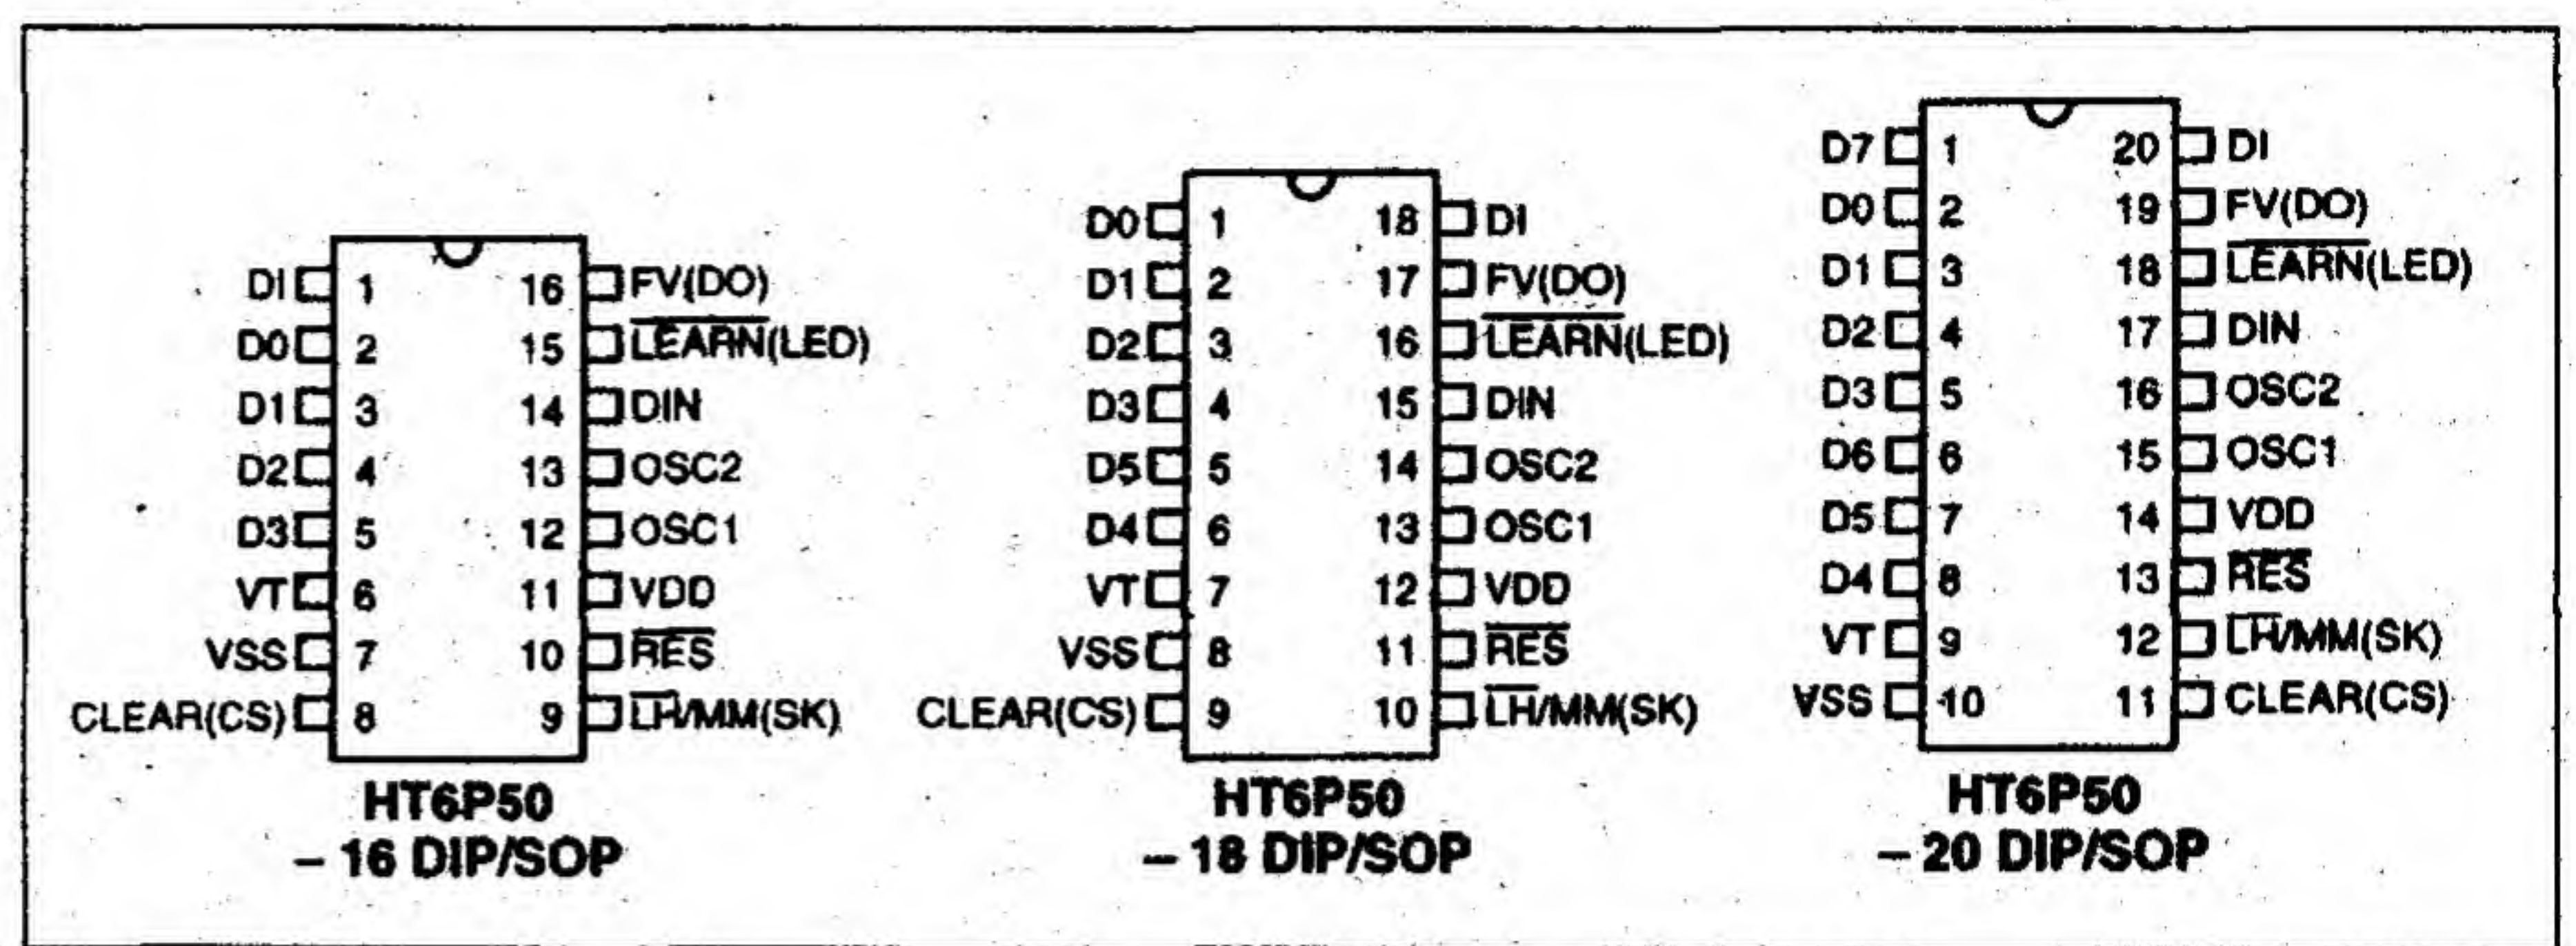 DI 1 16 FV(DO)
D0 2 15 LEARN(LED)
D1 3 14 DIN
D2 4 13 OSC2
D3 5 12 OSC1
VT 6 11 VDD
VSS 7 10 RES
CLEAR(CS) 8 9 LH/MM(SK)
HT6P50
– 16 DIP/SOP
D0 1 18 DI
D1 2 17 FV(DO)
D2 3 16 LEARN(LED)
D3 4 15 DIN
D5 5 14 OSC2
D4 6 13 OSC1
VT 7 12 VDD
VSS 8 11 RES
CLEAR(CS) 9 10 LH/MM(SK)
HT6P50
– 18 DIP/SOP
D7 1 20 DI
D0 2 19 FV(DO)
D1 3 18 LEARN(LED)
D2 4 17 DIN
D3 5 16 OSC2
D6 6 15 OSC1
D5 7 14 VDD
D4 8 13 RES
VT 9 12 LH/MM(SK)
VSS 10 11 CLEAR(CS)
HT6P50
– 20 DIP/SOP